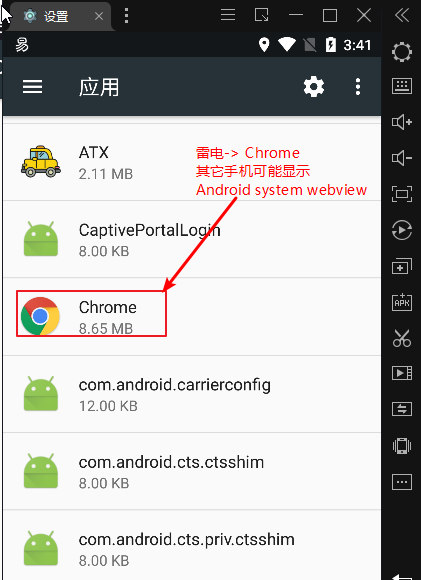 设置
易
3:41
应用
ATX
2.11 MB
雷电-> Chrome
其它手机可能显示
Android system webview
CaptivePortalLogin
8.00 KB
Chrome
8.65 MB
com.android.carrierconfig
12.00 KB
com.android.cts.ctsshim
8.00 KB
com.android.cts.priv.ctsshim
8.00 KB
APK